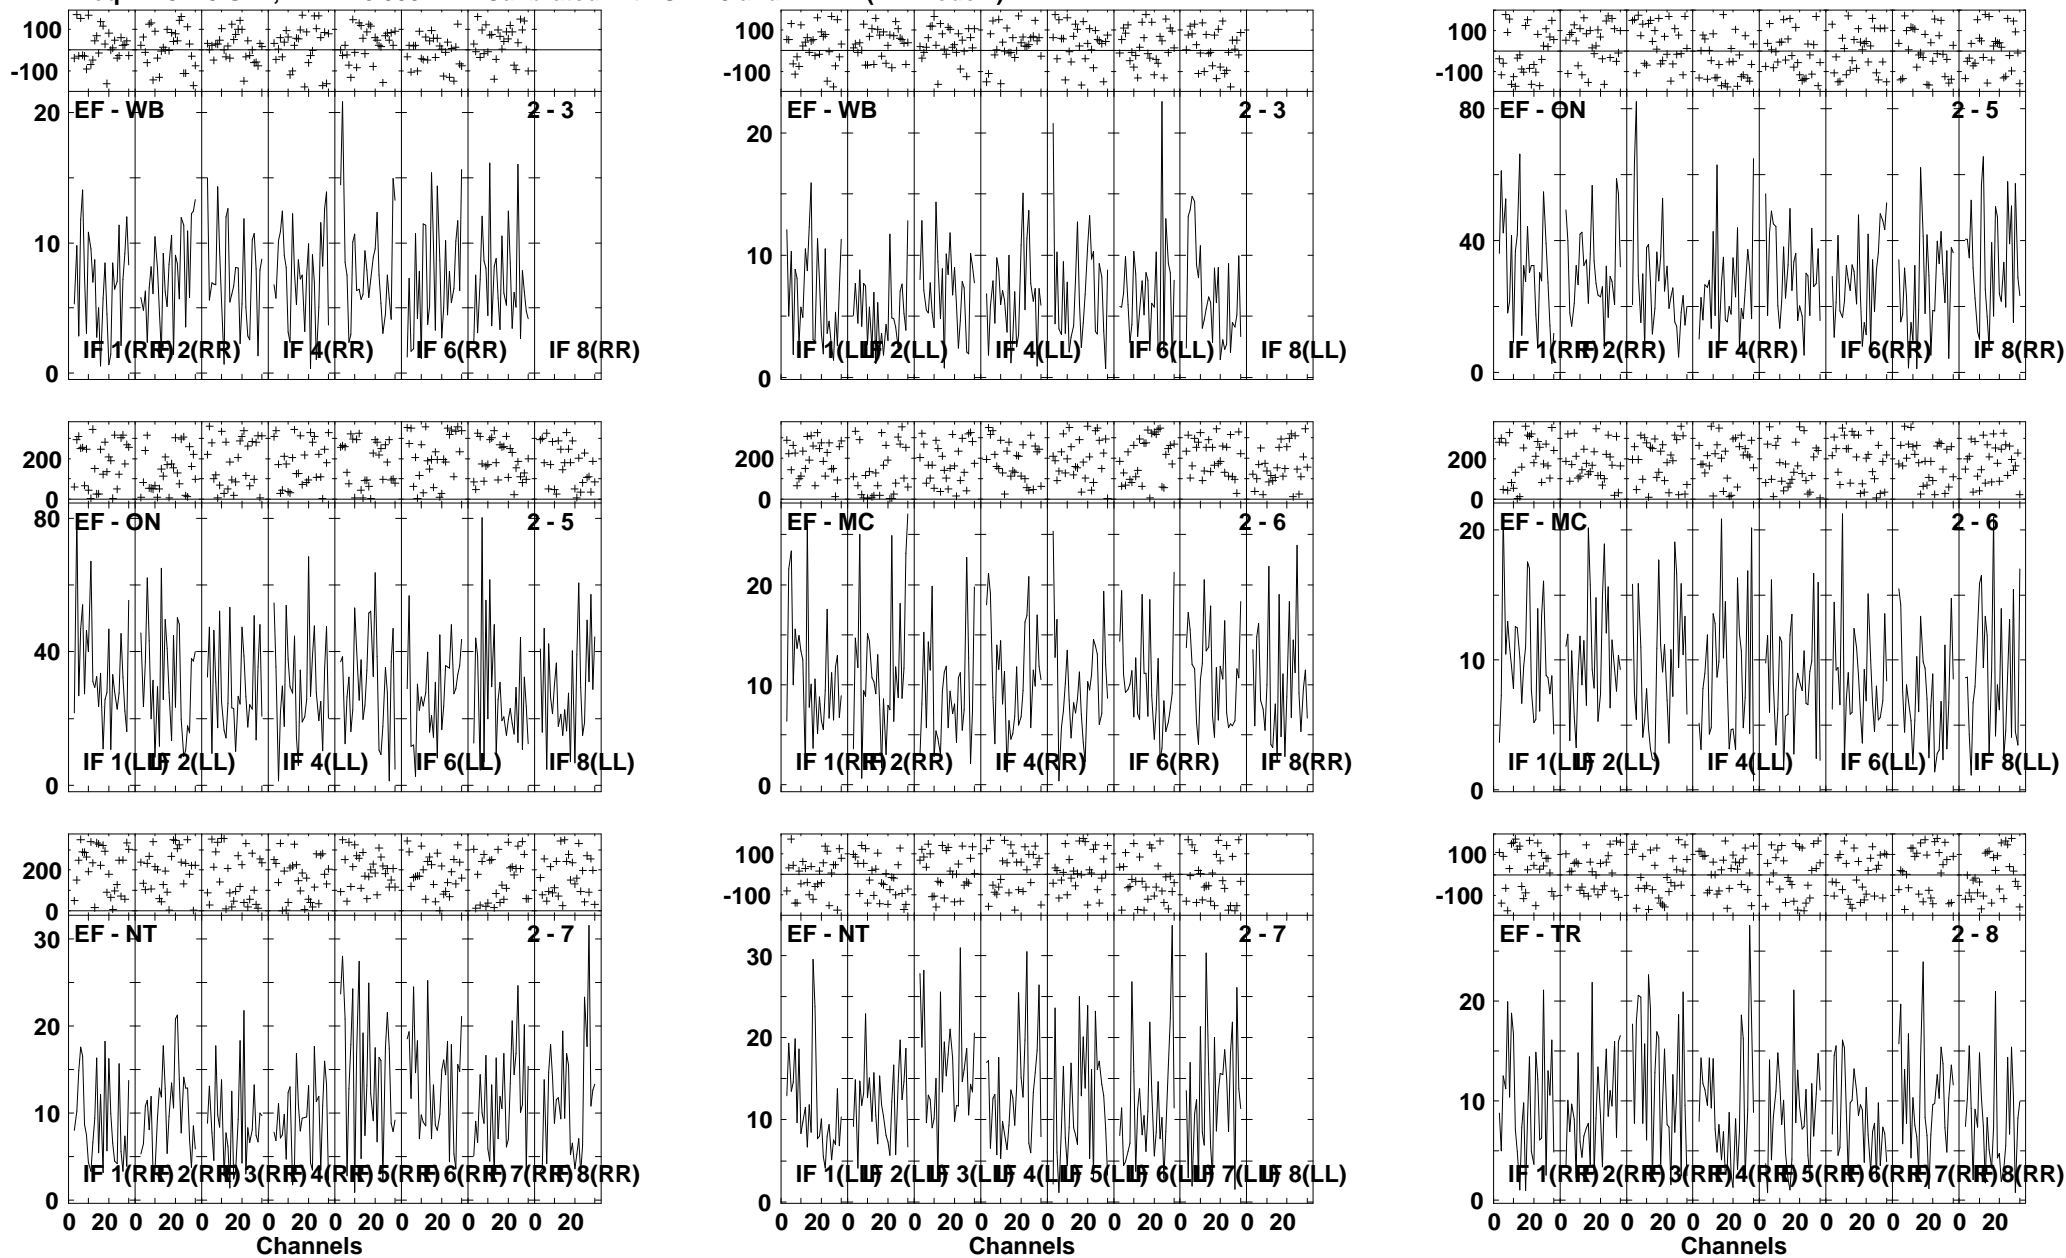 100
-100
20
10
0
EF - WB
2 - 3
IF 1(RR)
IF 2(RR)
IF 4(RR)
IF 6(RR)
IF 8(RR)
100
-100
20
10
0
EF - WB
2 - 3
IF 1(LL)
IF 2(LL)
IF 4(LL)
IF 6(LL)
IF 8(LL)
100
-100
80
40
0
EF - ON
2 - 5
IF 1(RR)
IF 2(RR)
IF 4(RR)
IF 6(RR)
IF 8(RR)
200
0
80
40
0
EF - ON
2 - 5
IF 1(LL)
IF 2(LL)
IF 4(LL)
IF 6(LL)
IF 8(LL)
200
0
20
10
0
EF - MC
2 - 6
IF 1(RR)
IF 2(RR)
IF 4(RR)
IF 6(RR)
IF 8(RR)
200
0
20
10
0
EF - MC
2 - 6
IF 1(LL)
IF 2(LL)
IF 4(LL)
IF 6(LL)
IF 8(LL)
200
0
30
20
10
0
EF - NT
2 - 7
IF 1(RR)
IF 2(RR)
IF 3(RR)
IF 4(RR)
IF 5(RR)
IF 6(RR)
IF 7(RR)
IF 8(RR)
0 20 0 20 0 20 0 20 0 20 0 20 0 20 0 20
Channels
100
-100
30
20
10
0
EF - NT
2 - 7
IF 1(LL)
IF 2(LL)
IF 3(LL)
IF 4(LL)
IF 5(LL)
IF 6(LL)
IF 7(LL)
IF 8(LL)
0 20 0 20 0 20 0 20 0 20 0 20 0 20 0 20
Channels
100
-100
20
10
0
EF - TR
2 - 8
IF 1(RR)
IF 2(RR)
IF 3(RR)
IF 4(RR)
IF 5(RR)
IF 6(RR)
IF 7(RR)
IF 8(RR)
0 20 0 20 0 20 0 20 0 20 0 20 0 20 0 20
Channels